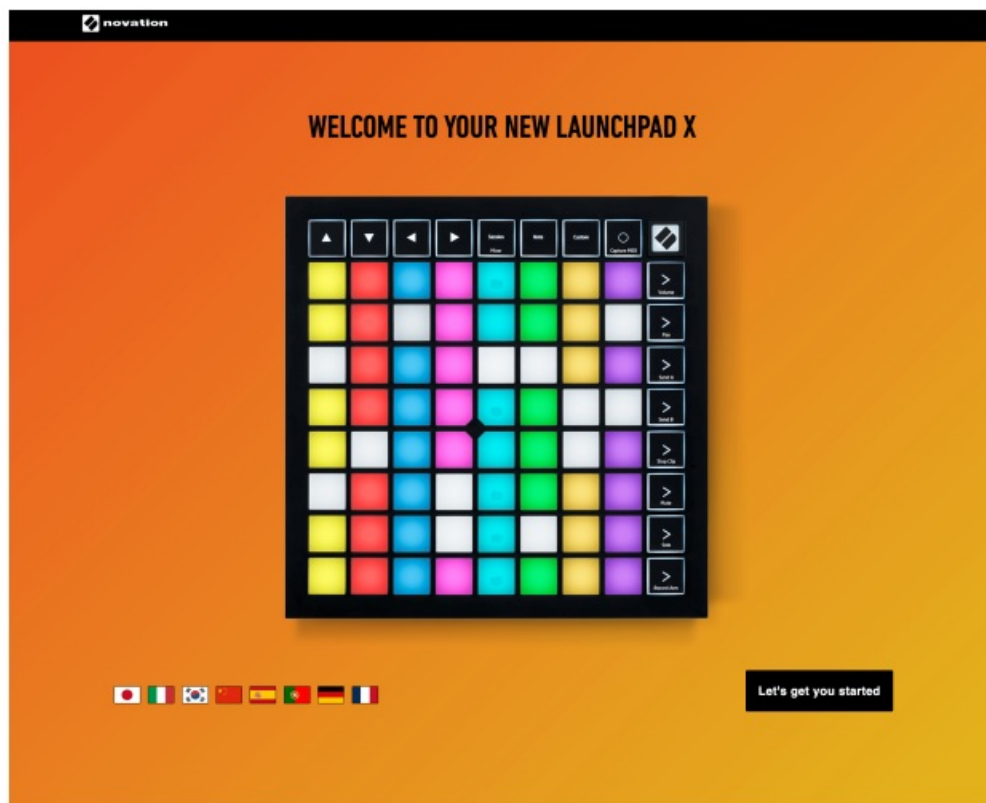 novation
WELCOME TO YOUR NEW LAUNCHPAD X
Session
Mixer
Note
Custom
Capture MIDI
Volume
Pan
Send A
Send B
Stop Clip
Mute
Solo
Record Arm
Let's get you started